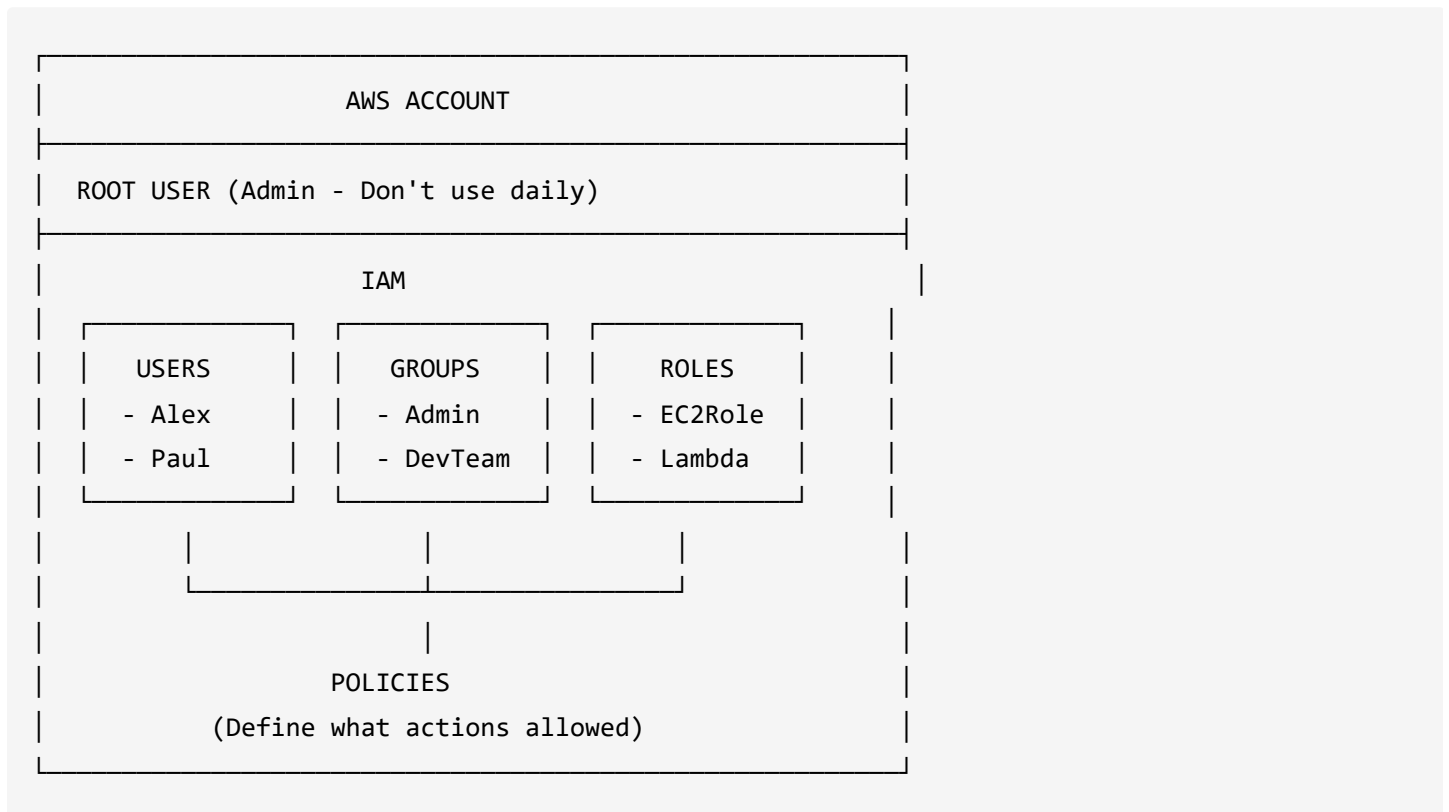 AWS ACCOUNT
ROOT USER (Admin - Don't use daily)
IAM
USERS GROUPS ROLES
- Alex - Admin - EC2Role
- Paul - DevTeam - Lambda
POLICIES
(Define what actions allowed)